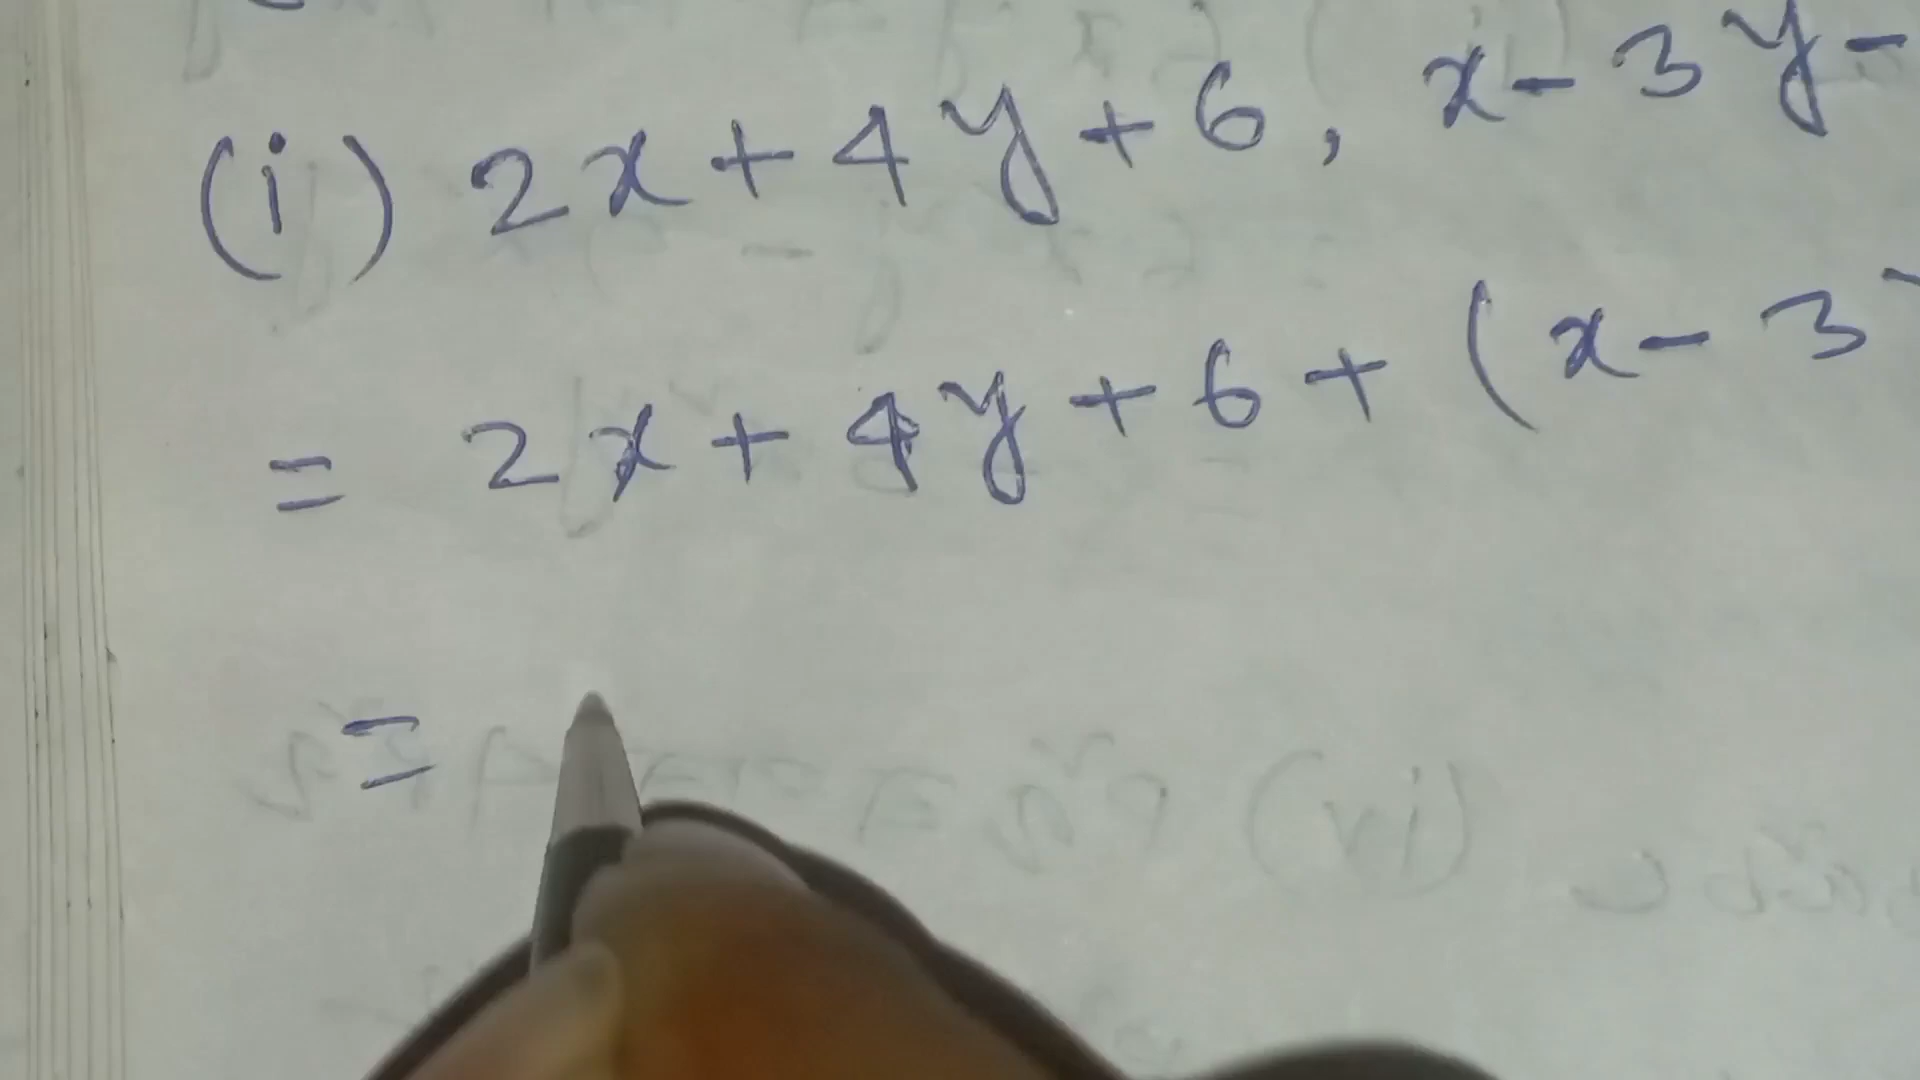 (i) 2x + 4y + 6, x - 3y -
= 2x + 4y + 6 + (x - 3
=